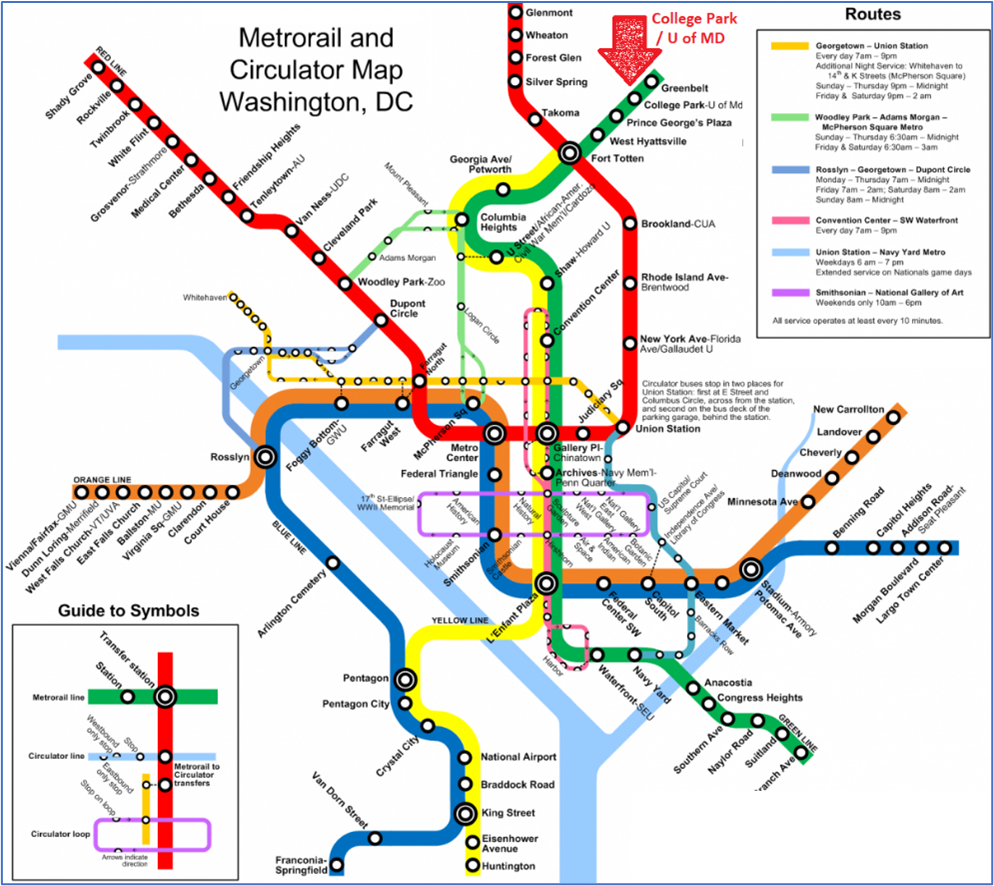 Metrorail and
Circulator Map
Washington, DC
College Park
/ U of MD
Routes
Georgetown – Union Station
Every day 7am – 9pm
Additional Night Service: Whitehaven to
14th & K Streets (McPherson Square)
Sunday – Thursday 9pm – Midnight
Friday & Saturday 9pm – 2 am
Woodley Park – Adams Morgan –
McPherson Square Metro
Sunday – Thursday 6:30am – Midnight
Friday & Saturday 6:30am – 3am
Rosslyn – Georgetown – Dupont Circle
Monday – Thursday 7am – Midnight
Friday 7am – 2am; Saturday 8am – 2am
Sunday 8am – Midnight
Convention Center – SW Waterfront
Every day 7am – 9pm
Union Station – Navy Yard Metro
Weekdays 6 am – 7 pm
Extended service on Nationals game days
Smithsonian – National Gallery of Art
Weekends only 10am – 6pm
All service operates at least every 10 minutes.
RED LINE
Shady Grove
Rockville
Twinbrook
White Flint
Grosvenor-Strathmore
Medical Center
Bethesda
Friendship Heights
Tenleytown-AU
Van Ness-UDC
Cleveland Park
Woodley Park-Zoo
Dupont
Circle
Farragut
North
Glenmont
Wheaton
Forest Glen
Silver Spring
Takoma
Fort Totten
Brookland-CUA
Rhode Island Ave-
Brentwood
New York Ave-Florida
Ave/Gallaudet U
Greenbelt
College Park-U of Md
Prince George's Plaza
West Hyattsville
Georgia Ave/
Petworth
Columbia
Heights
U Street/African-Amer.
Civil War Mem'l/Cardozo
Shaw-Howard U
Convention Center
Mount Pleasant
Adams Morgan
Logan Circle
Whitehaven
Georgetown
Circulator buses stop in two places for
Union Station: first at E Street and
Columbus Circle, across from the station,
and second on the bus deck of the
parking garage, behind the station.
Judiciary Sq
Union Station
Gallery Pl-
Chinatown
Metro
Center
McPherson Sq
Farragut
West
Foggy Bottom-
GWU
Rosslyn
Archives-Navy Mem'l-
Penn Quarter
Federal Triangle
Smithsonian
17th St-Ellipse/
WWII Memorial
American
History
Natural
History
Sculpture
Garden
Nat'l Gallery
West
Nat'l Gallery
East
Holocaust
Museum
Smithsonian
Castle
Hirshhorn
Air &
Space
American
Indian
Botanic
Garden
US Capitol/
Supreme Court
Independence Ave/
Library of Congress
ORANGE LINE
Vienna/Fairfax-GMU
Dunn Loring-Merrifield
West Falls Church-VT/UVA
East Falls Church
Ballston-MU
Virginia Sq-GMU
Clarendon
Court House
New Carrollton
Landover
Cheverly
Deanwood
Minnesota Ave
Benning Road
Capitol Heights
Addison Road-
Seat Pleasant
Morgan Boulevard
Largo Town Center
Stadium-Armory
Potomac Ave
Eastern Market
Capitol
South
Federal
Center SW
L'Enfant Plaza
BLUE LINE
Arlington Cemetery
YELLOW LINE
Barracks Row
Harbor
Waterfront-SEU
Navy Yard
Anacostia
Congress Heights
Southern Ave
Naylor Road
Suitland
GREEN LINE
ranch Ave
Pentagon
Pentagon City
Crystal City
National Airport
Braddock Road
King Street
Eisenhower
Avenue
Huntington
Van Dorn Street
Franconia-
Springfield
Guide to Symbols
Station
Transfer station
Metrorail line
Westbound
only stop
Stop
Circulator line
Eastbound
only stop
Metrorail to
Circulator
transfers
Stop on loop
Circulator loop
Arrows indicate
direction